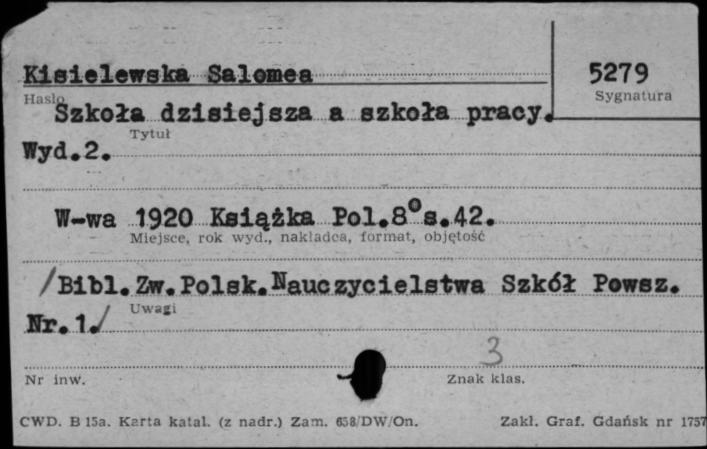 Kisielewska Salomea
5279
Hasło
Sygnatura
Szkoła dzisiejsza a szkoła pracy.
Tytuł
Wyd.2.
W-wa 1920 Książka Pol.8° s.42.
Miejsce, rok wyd., nakładca, format, objętość
/Bibl.Zw.Polsk.Nauczycielstwa Szkół Powsz.
Uwagi
Nr.1/
3
Nr inw.
Znak klas.
CWD. B 15a. Karta katal. (z nadr.) Zam. 658/DW/On.
Zakł. Graf. Gdańsk nr 1757